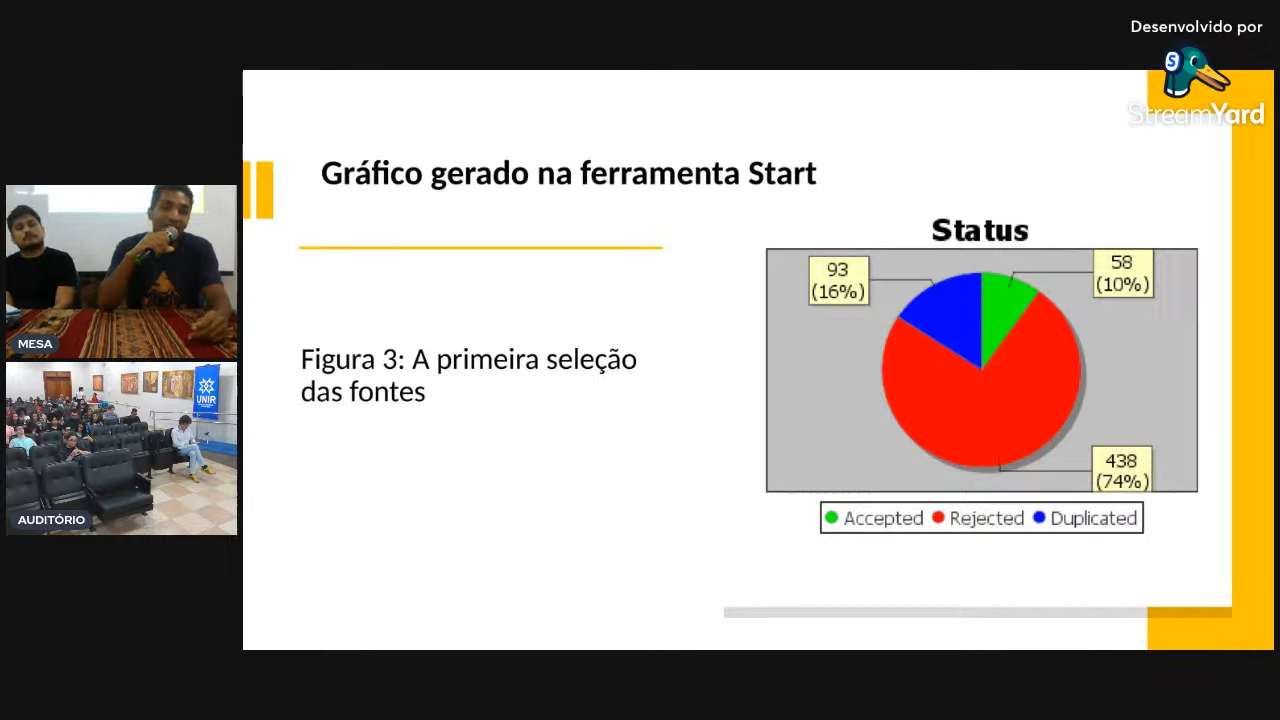 Desenvolvido por
StreamYard
Gráfico gerado na ferramenta Start
Status
93
(16%)
58
(10%)
438
(74%)
Accepted Rejected Duplicated
Figura 3: A primeira seleção
das fontes
MESA
UNIR
AUDITÓRIO